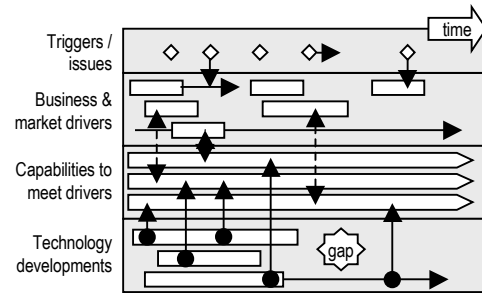 time
Triggers /
issues
Business &
market drivers
Capabilities to
meet drivers
Technology
developments
gap